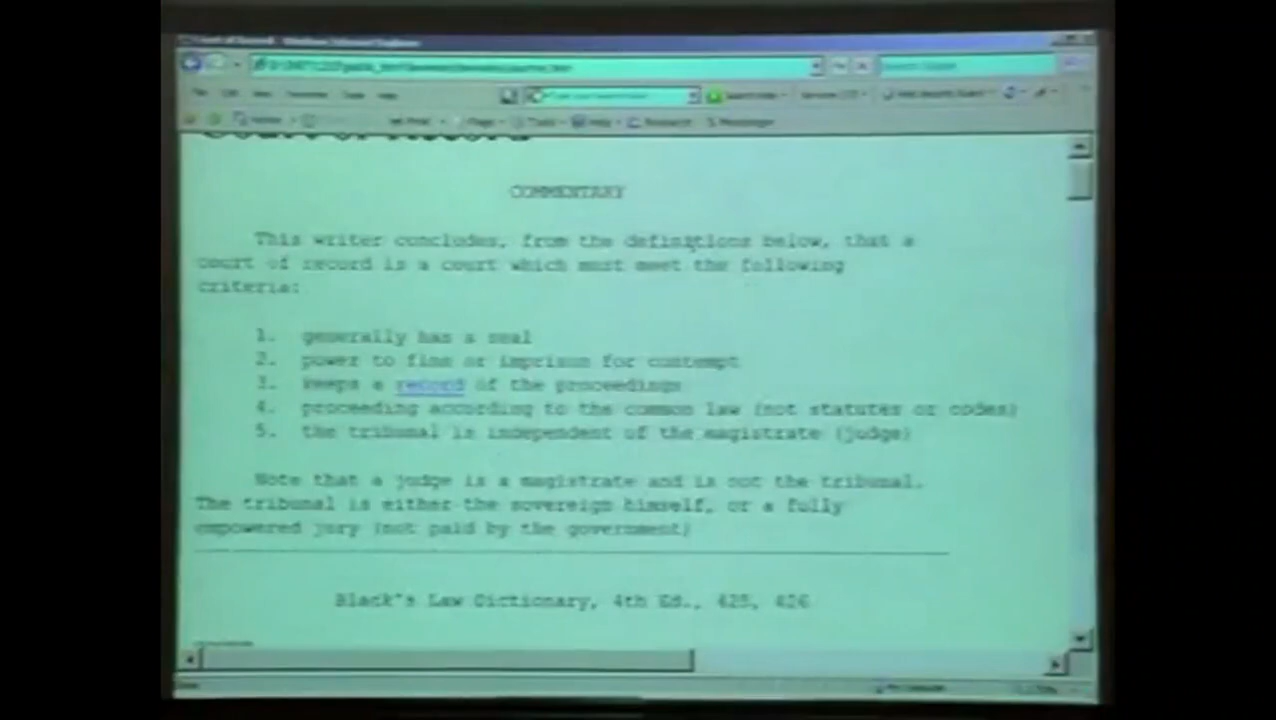 Court of Record
COMMENTARY
This writer concludes, from the definitions below, that a
court of record is a court which must meet the following
criteria:
1. generally has a seal
2. power to fine or imprison for contempt
3. keeps a record of the proceedings
4. proceeding according to the common law (not statutes or codes)
5. the tribunal is independent of the magistrate (judge)
Note that a judge is a magistrate and is not the tribunal.
The tribunal is either the sovereign himself, or a fully
empowered jury (not paid by the government)
Black's Law Dictionary, 4th Ed., 425, 426